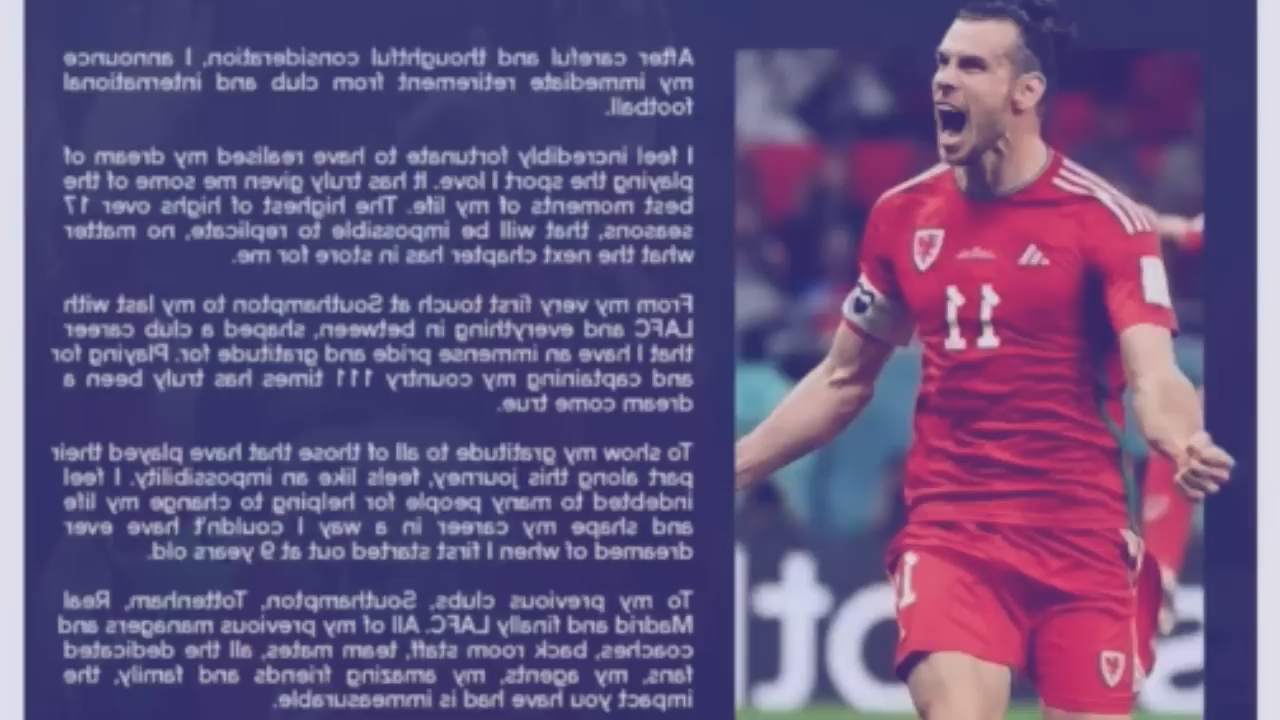 After careful and thoughtful consideration, I announce
my immediate retirement from club and international
football.
I feel incredibly fortunate to have realised my dream of
playing the sport I love. It has truly given me some of the
best moments of my life. The highest of highs over 17
seasons, that will be impossible to replicate, no matter
what the next chapter has in store for me.
From my very first touch at Southampton to my last with
LAFC and everything in between, shaped a club career
that I have an immense pride and gratitude for. Playing for
and captaining my country 111 times has truly been a
dream come true.
To show my gratitude to all of those that have played their
part along this journey, feels like an impossibility. I feel
indebted to many people for helping to change my life
and shape my career in a way I couldn't have ever
dreamed of when I first started out at 9 years old.
To my previous clubs, Southampton, Tottenham, Real
Madrid and finally LAFC. All of my previous managers and
coaches, back room staff, team mates, all the dedicated
fans, my agents, my amazing friends and family, the
impact you have had is immeasurable.
11